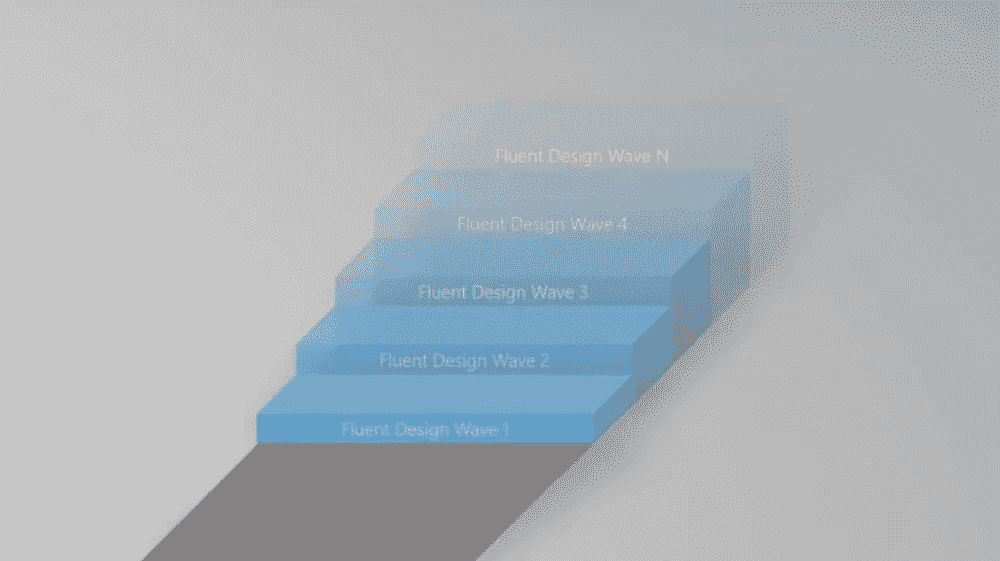 Fluent Design Wave N
Fluent Design Wave 4
Fluent Design Wave 3
Fluent Design Wave 2
Fluent Design Wave 1